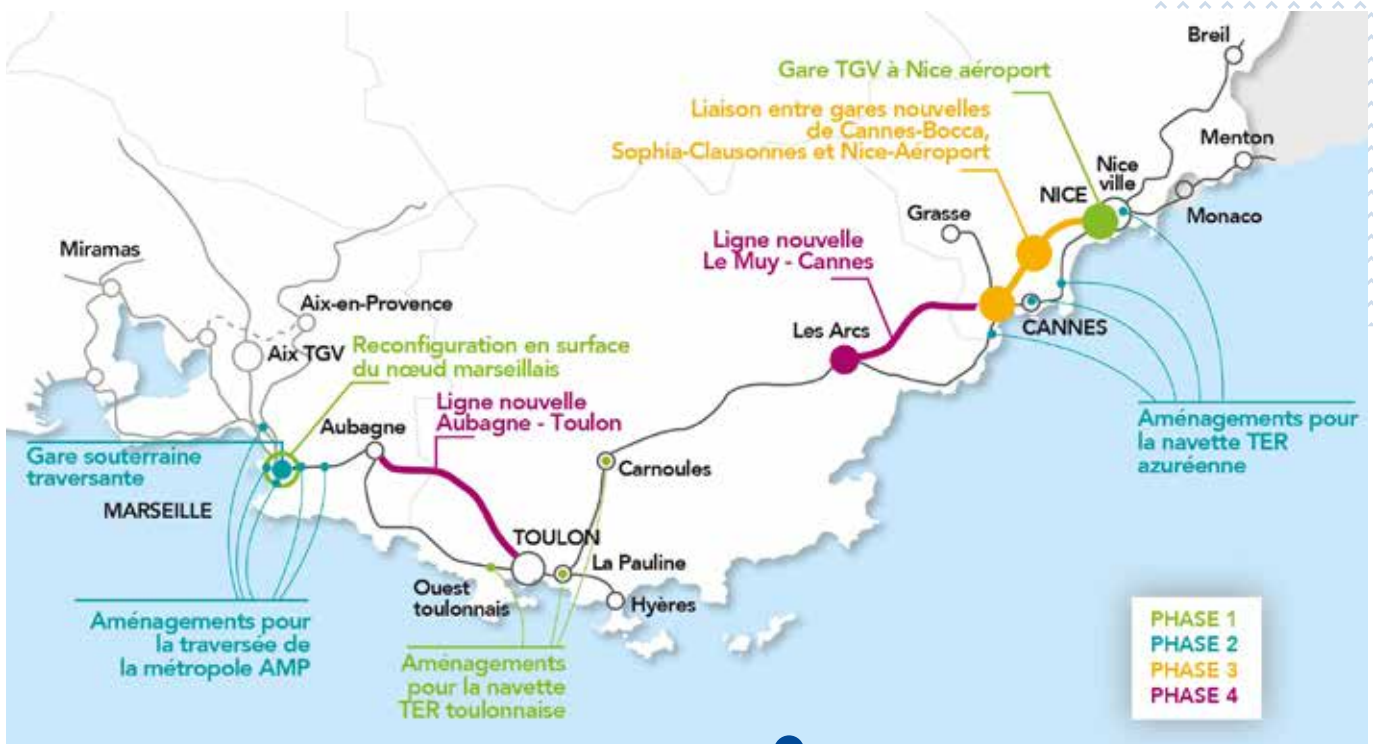 Breil
Gare TGV à Nice aéroport
Liaison entre gares nouvelles
de Cannes-Bocca,
Sophia-Clausonnes et Nice-Aéroport
Menton
Nice
ville
NICE
Monaco
Grasse
Miramas
Ligne nouvelle
Le Muy - Cannes
Aix-en-Provence
CANNES
Les Arcs
Aix TGV
Reconfiguration en surface
du nœud marseillais
Ligne nouvelle
Aubagne - Toulon
Aubagne
Aménagements pour
la navette TER
azuréenne
Gare souterraine
traversante
Carnoules
MARSEILLE
TOULON
La Pauline
Ouest
toulonnais
Hyères
Aménagements pour
la traversée de
la métropole AMP
Aménagements
pour la navette
TER toulonnaise
PHASE 1
PHASE 2
PHASE 3
PHASE 4